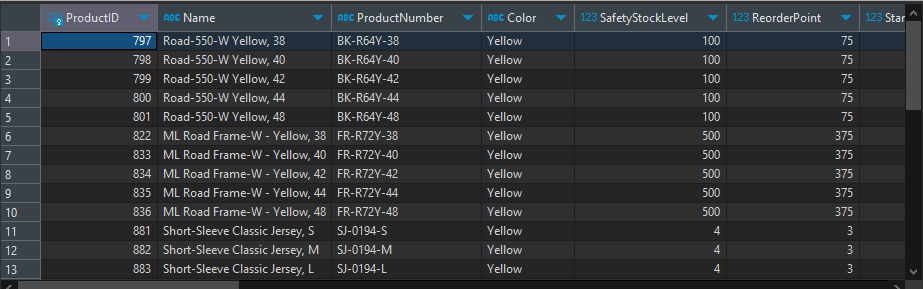 123 ProductID ABC Name ABC ProductNumber ABC Color 123 SafetyStockLevel 123 ReorderPoint 123 Stan
1 797 Road-550-W Yellow, 38 BK-R64Y-38 Yellow 100 75
2 798 Road-550-W Yellow, 40 BK-R64Y-40 Yellow 100 75
3 799 Road-550-W Yellow, 42 BK-R64Y-42 Yellow 100 75
4 800 Road-550-W Yellow, 44 BK-R64Y-44 Yellow 100 75
5 801 Road-550-W Yellow, 48 BK-R64Y-48 Yellow 100 75
6 822 ML Road Frame-W - Yellow, 38 FR-R72Y-38 Yellow 500 375
7 833 ML Road Frame-W - Yellow, 40 FR-R72Y-40 Yellow 500 375
8 834 ML Road Frame-W - Yellow, 42 FR-R72Y-42 Yellow 500 375
9 835 ML Road Frame-W - Yellow, 44 FR-R72Y-44 Yellow 500 375
10 836 ML Road Frame-W - Yellow, 48 FR-R72Y-48 Yellow 500 375
11 881 Short-Sleeve Classic Jersey, S SJ-0194-S Yellow 4 3
12 882 Short-Sleeve Classic Jersey, M SJ-0194-M Yellow 4 3
13 883 Short-Sleeve Classic Jersey, L SJ-0194-L Yellow 4 3